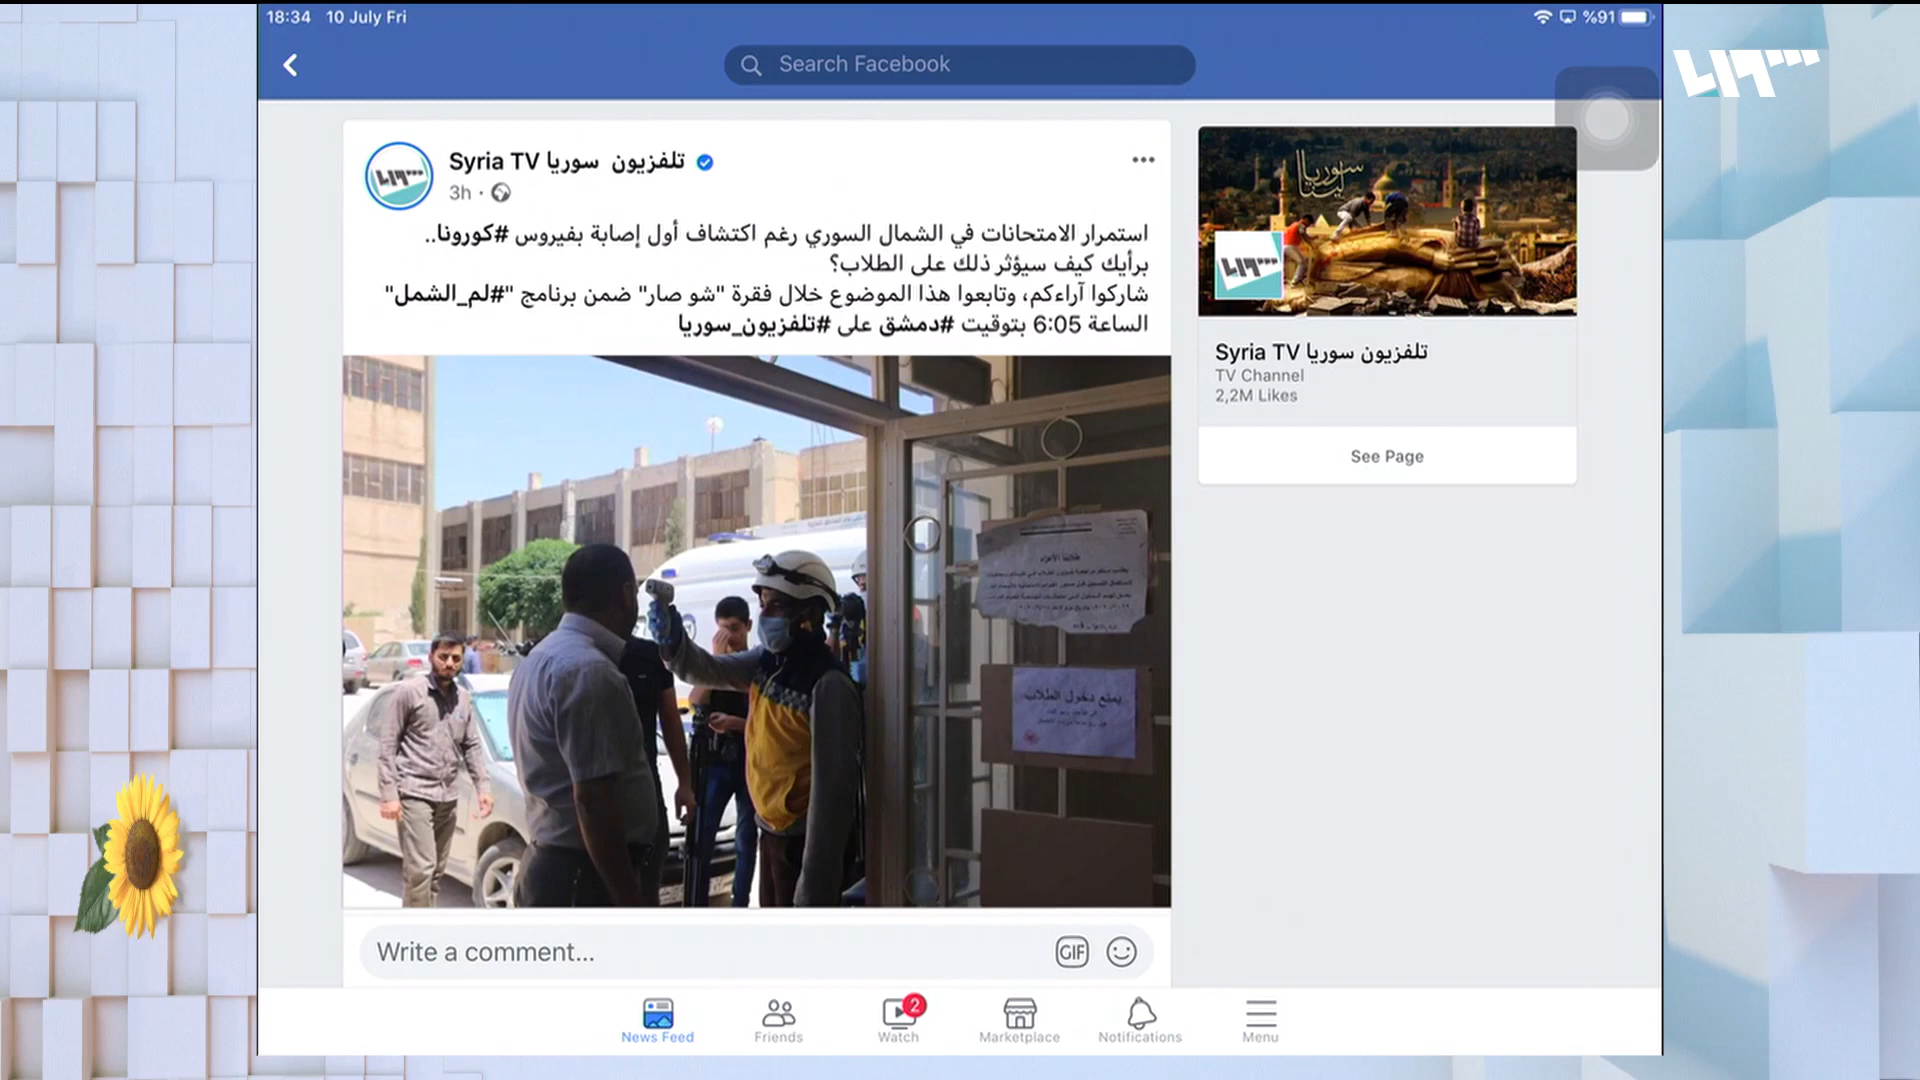 18:34 10 July Fri
%91
Search Facebook
Syria TV تلفزيون سوريا
3h
استمرار الامتحانات في الشمال السوري رغم اكتشاف أول إصابة بفيروس #كورونا..
برأيك كيف سيؤثر ذلك على الطلاب؟
شاركوا آراءكم، وتابعوا هذا الموضوع خلال فقرة "شو صار" ضمن برنامج "#لم_الشمل"
الساعة 6:05 بتوقيت #دمشق على #تلفزيون_سوريا
طلابنا الأعزاء
يمنع دخول الطلاب
سوريا
لينا
Syria TV تلفزيون سوريا
TV Channel
2,2M Likes
See Page
Write a comment...
GIF
2
News Feed
Friends
Watch
Marketplace
Notifications
Menu